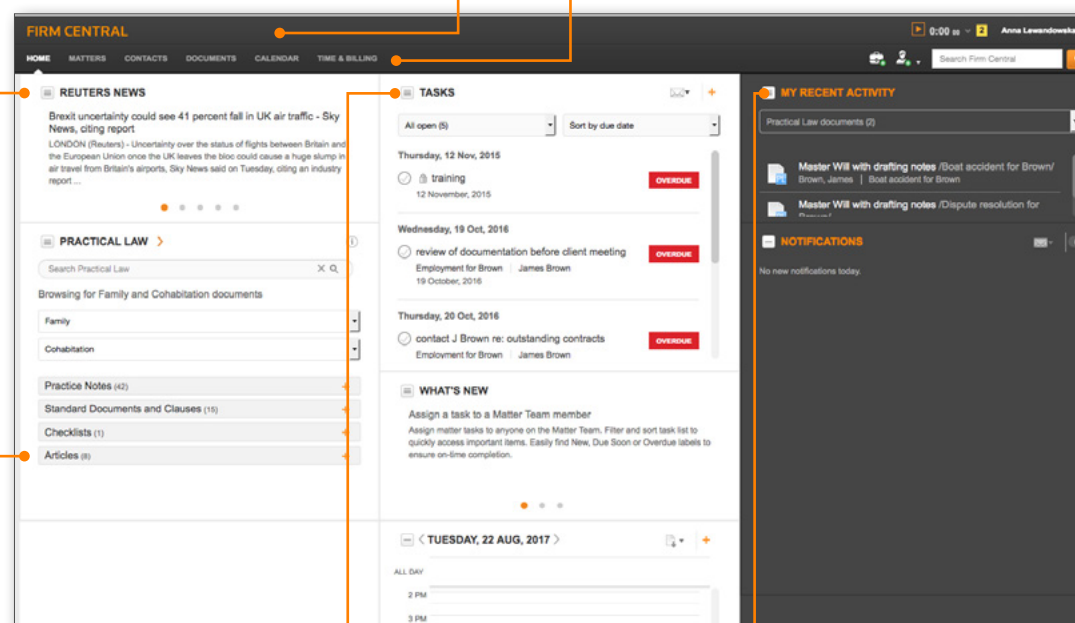 FIRM CENTRAL
0:00 00
2
Anna Lewandowska
HOME MATTERS CONTACTS DOCUMENTS CALENDAR TIME & BILLING
Search Firm Central
REUTERS NEWS
Brexit uncertainty could see 41 percent fall in UK air traffic - Sky
News, citing report
LONDON (Reuters) - Uncertainty over the status of flights between Britain and
the European Union once the UK leaves the bloc could cause a huge slump in
air travel from Britain's airports, Sky News said on Tuesday, citing an industry
report ...
PRACTICAL LAW >
Search Practical Law
Browsing for Family and Cohabitation documents
Family
Cohabitation
Practice Notes (42)
Standard Documents and Clauses (15)
Checklists (1)
Articles (8)
TASKS
All open (5)
Sort by due date
Thursday, 12 Nov, 2015
training
OVERDUE
12 November, 2015
Wednesday, 19 Oct, 2016
review of documentation before client meeting
OVERDUE
Employment for Brown | James Brown
19 October, 2016
Thursday, 20 Oct, 2016
contact J Brown re: outstanding contracts
OVERDUE
Employment for Brown | James Brown
WHAT'S NEW
Assign a task to a Matter Team member
Assign matter tasks to anyone on the Matter Team. Filter and sort task list to
quickly access important items. Easily find New, Due Soon or Overdue labels to
ensure on-time completion.
< TUESDAY, 22 AUG, 2017 >
ALL DAY
2 PM
3 PM
MY RECENT ACTIVITY
Practical Law documents (2)
Master Will with drafting notes /Boat accident for Brown/
Brown, James | Boat accident for Brown
Master Will with drafting notes /Dispute resolution for
NOTIFICATIONS
No new notifications today.